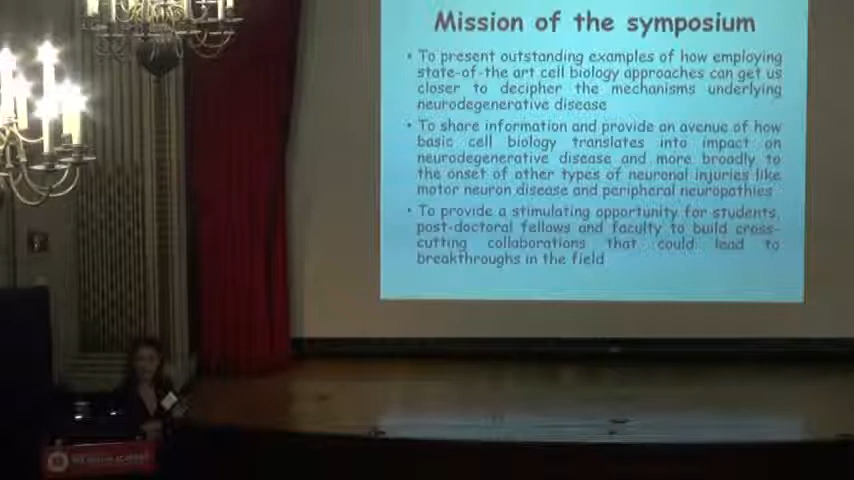 Mission of the symposium
• To present outstanding examples of how employing
state-of-the art cell biology approaches can get us
closer to decipher the mechanisms underlying
neurodegenerative disease
• To share information and provide an avenue of how
basic cell biology translates into impact on
neurodegenerative disease and more broadly to
the onset of other types of neuronal injuries like
motor neuron disease and peripheral neuropathies
• To provide a stimulating opportunity for students,
post-doctoral fellows and faculty to build cross-
cutting collaborations that could lead to
breakthroughs in the field